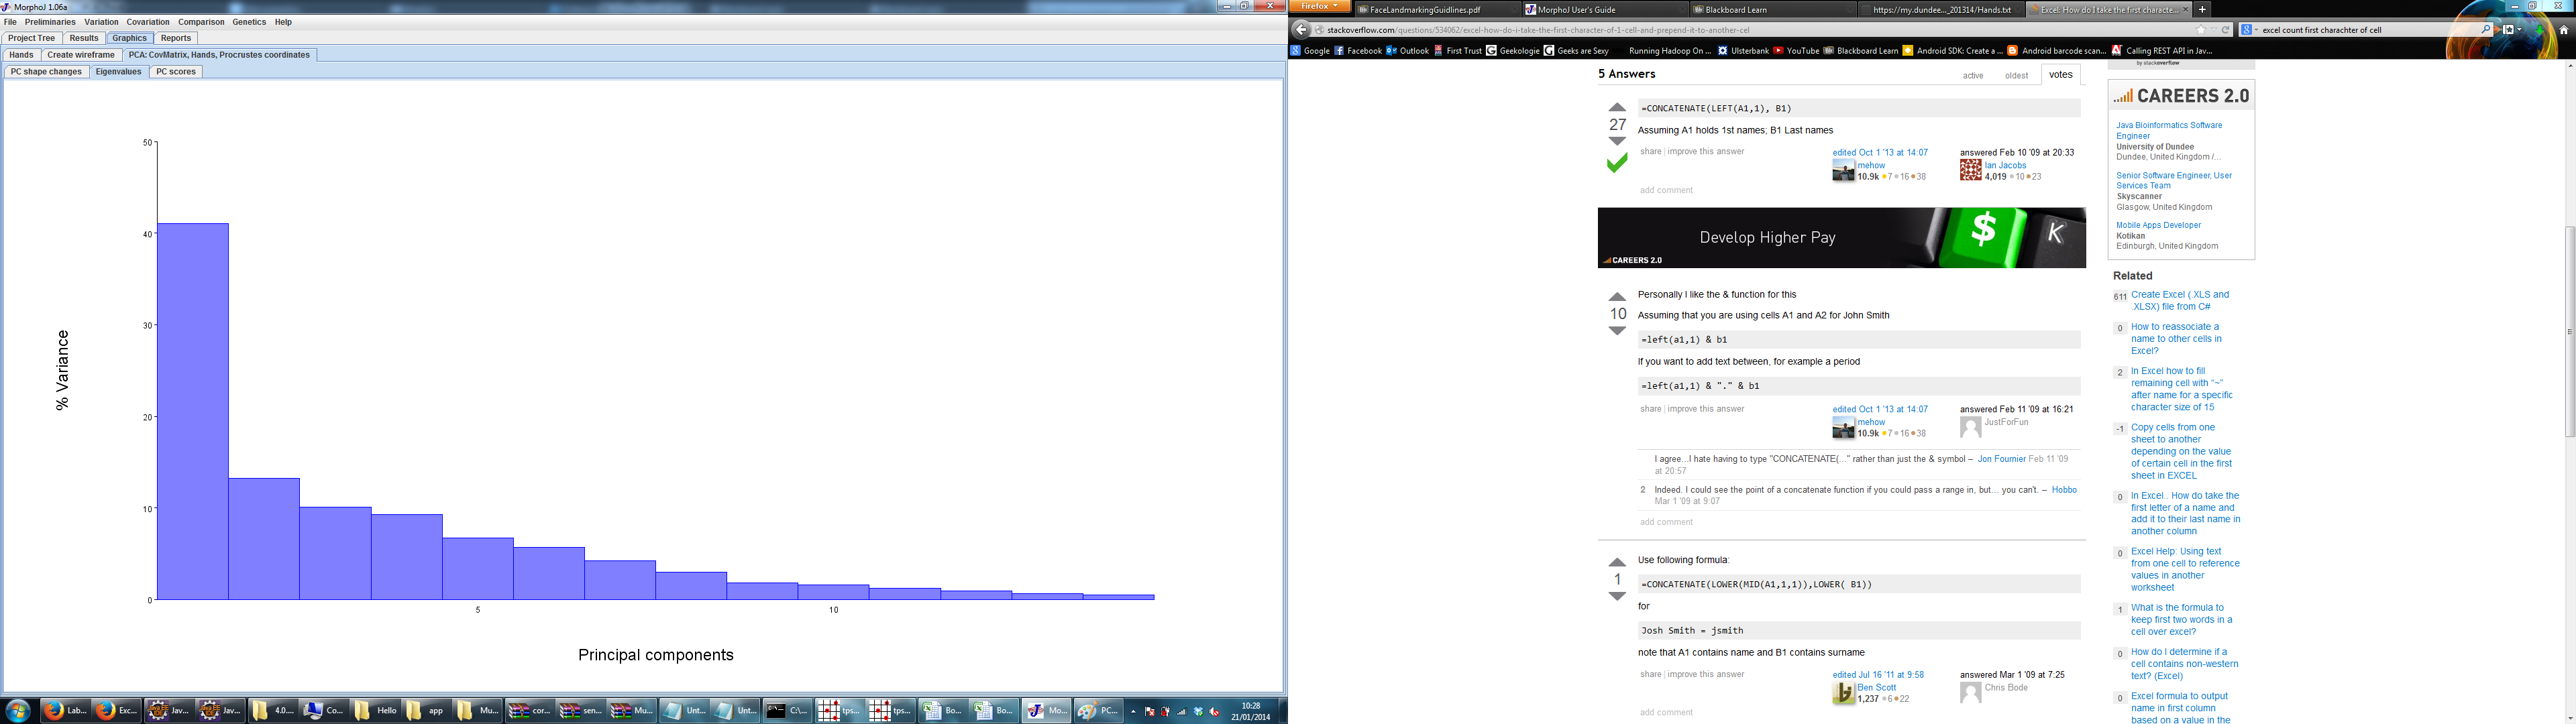 MorphoJ 1.06a
File Preliminaries Variation Covariation Comparison Genetics Help
Project Tree Results Graphics Reports
Hands Create wireframe PCA: CovMatrix, Hands, Procrustes coordinates
PC shape changes Eigenvalues PC scores
50
40
30
20
10
0
% Variance
5 10
Principal components
Lab... Exc... Jav... Jav... 4.0... Co... Hello app Mu... cor... sen... Mu... Unt... Unt... C:\... tps... tps... Bo... Bo... Mo... PC...
10:28
21/01/2014
Firefox
FaceLandmarkingGuidlines.pdf MorphoJ User's Guide Blackboard Learn https://my.dundee..._201314/Hands.txt Excel: How do I take the first characte...
stackoverflow.com/questions/534062/excel-how-do-i-take-the-first-character-of-1-cell-and-prepend-it-to-another-cel
excel count first charachter of cell
Google Facebook Outlook First Trust Geekologie Geeks are Sexy Running Hadoop On ... Ulsterbank YouTube Blackboard Learn Android SDK: Create a ... Android barcode scan... Calling REST API in Jav...
5 Answers
active oldest votes
27
=CONCATENATE(LEFT(A1,1), B1)
Assuming A1 holds 1st names; B1 Last names
share improve this answer
edited Oct 1 '13 at 14:07
mehow
10.9k 7 16 38
answered Feb 10 '09 at 20:33
Ian Jacobs
4,019 10 23
add comment
Develop Higher Pay
CAREERS 2.0
$
K
10
Personally I like the & function for this
Assuming that you are using cells A1 and A2 for John Smith
=left(a1,1) & b1
If you want to add text between, for example a period
=left(a1,1) & "." & b1
share improve this answer
edited Oct 1 '13 at 14:07
mehow
10.9k 7 16 38
answered Feb 11 '09 at 16:21
JustForFun
I agree...I hate having to type "CONCATENATE(..." rather than just the & symbol – Jon Fournier Feb 11 '09
at 20:57
2 Indeed. I could see the point of a concatenate function if you could pass a range in, but... you can't. – Hobbo
Mar 1 '09 at 9:07
add comment
1
Use following formula:
=CONCATENATE(LOWER(MID(A1,1,1)),LOWER( B1))
for
Josh Smith = jsmith
note that A1 contains name and B1 contains surname
share improve this answer
edited Jul 16 '11 at 9:58
Ben Scott
1,237 6 22
answered Mar 1 '09 at 7:25
Chris Bode
add comment
by stackoverflow
CAREERS 2.0
Java Bioinformatics Software
Engineer
University of Dundee
Dundee, United Kingdom /...
Senior Software Engineer, User
Services Team
Skyscanner
Glasgow, United Kingdom
Mobile Apps Developer
Kotikan
Edinburgh, United Kingdom
Related
611 Create Excel (.XLS and
.XLSX) file from C#
0 How to reassociate a
name to other cells in
Excel?
2 In Excel how to fill
remaining cell with "~"
after name for a specific
character size of 15
-1 Copy cells from one
sheet to another
depending on the value
of certain cell in the first
sheet in EXCEL
0 In Excel.. How do take the
first letter of a name and
add it to their last name in
another column
0 Excel Help: Using text
from one cell to reference
values in another
worksheet
1 What is the formula to
keep first two words in a
cell over excel?
0 How do I determine if a
cell contains non-western
text? (Excel)
0 Excel formula to output
name in first column
based on a value in the